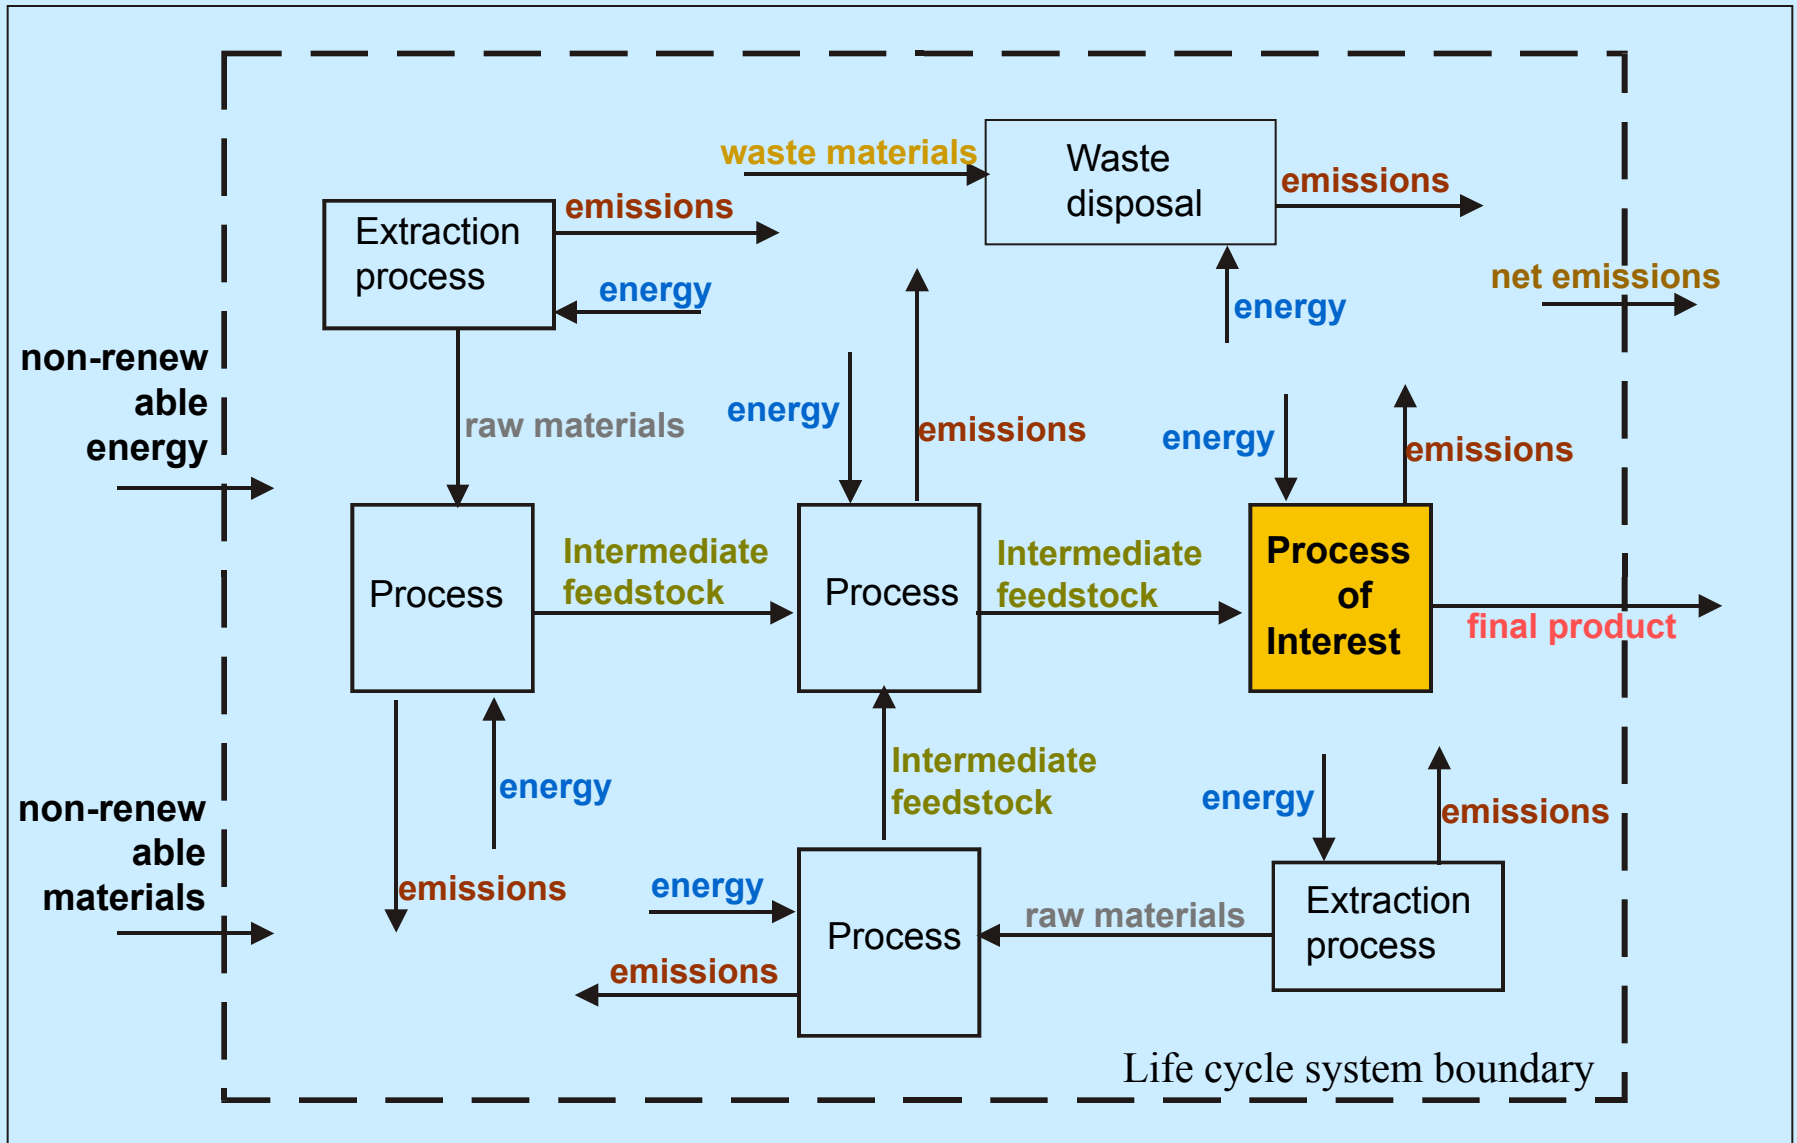 waste materials
Waste
disposal
emissions
emissions
Extraction
process
energy
net emissions
energy
non-renew
able
energy
raw materials
energy
emissions
energy
emissions
Process
Intermediate
feedstock
Process
Intermediate
feedstock
Process
of
Interest
final product
energy
emissions
Intermediate
feedstock
energy
emissions
non-renew
able
materials
energy
emissions
Process
raw materials
Extraction
process
Life cycle system boundary